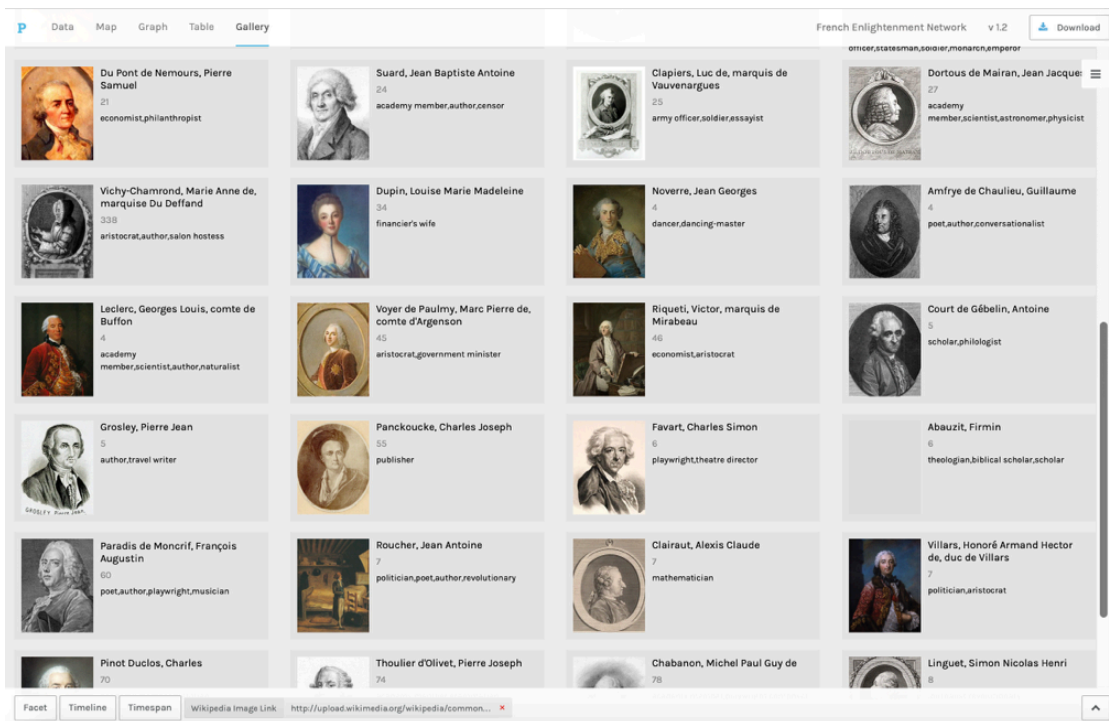 P Data Map Graph Table Gallery French Enlightenment Network v 1.2 Download
officer,statesman,soldier,monarch,emperor
Du Pont de Nemours, Pierre
Samuel
21
economist,philanthropist
Suard, Jean Baptiste Antoine
24
academy member,author,censor
Clapiers, Luc de, marquis de
Vauvenargues
25
army officer,soldier,essayist
Dortous de Mairan, Jean Jacques
27
academy
member,scientist,astronomer,physicist
Vichy-Chamrond, Marie Anne de,
marquise Du Deffand
338
aristocrat,author,salon hostess
Dupin, Louise Marie Madeleine
34
financier's wife
Noverre, Jean Georges
4
dancer,dancing-master
Amfrye de Chaulieu, Guillaume
4
poet,author,conversationalist
Leclerc, Georges Louis, comte de
Buffon
4
academy
member,scientist,author,naturalist
Voyer de Paulmy, Marc Pierre de,
comte d'Argenson
45
aristocrat,government minister
Riqueti, Victor, marquis de
Mirabeau
46
economist,aristocrat
Court de Gébelin, Antoine
5
scholar,philologist
Grosley, Pierre Jean
5
author,travel writer
GROSLEY Pierre Jean.
Panckoucke, Charles Joseph
55
publisher
Favart, Charles Simon
6
playwright,theatre director
Abauzit, Firmin
6
theologian,biblical scholar,scholar
Paradis de Moncrif, François
Augustin
60
poet,author,playwright,musician
Roucher, Jean Antoine
7
politician,poet,author,revolutionary
Clairaut, Alexis Claude
7
mathematician
Villars, Honoré Armand Hector
de, duc de Villars
7
politician,aristocrat
Pinot Duclos, Charles
70
Thoulier d'Olivet, Pierre Joseph
74
Chabanon, Michel Paul Guy de
78
Linguet, Simon Nicolas Henri
8
Facet Timeline Timespan Wikipedia Image Link http://upload.wikimedia.org/wikipedia/common... ×